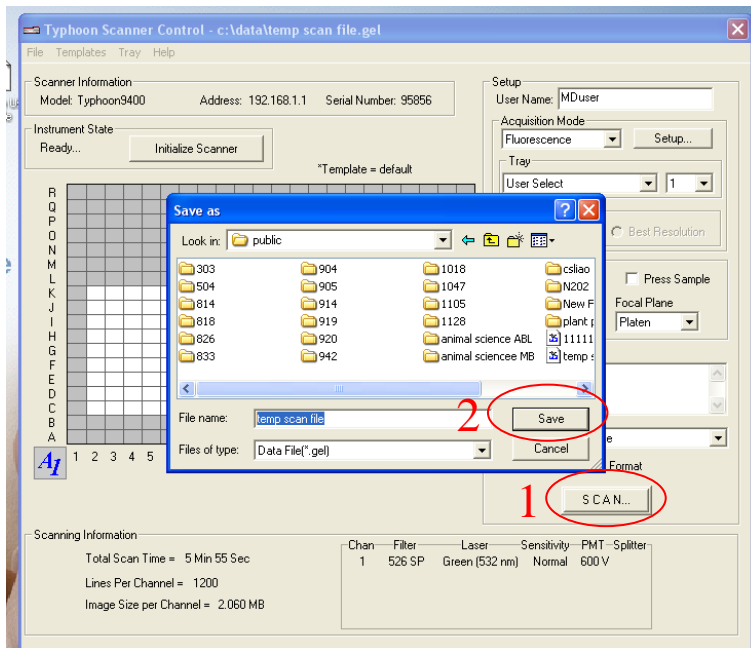 Typhoon Scanner Control - c:\data\temp scan file.gel
File Templates Tray Help
Scanner Information
Model: Typhoon9400 Address: 192.168.1.1 Serial Number: 95856
Instrument State
Ready... Initialize Scanner
*Template = default
Setup
User Name: MDuser
Acquisition Mode
Fluorescence Setup...
Tray
User Select 1
Best Resolution
Press Sample
Focal Plane
Platen
Format
1
SCAN...
R
Q
P
O
N
M
L
K
J
I
H
G
F
E
D
C
B
A
A1 1 2 3 4 5
Save as
Look in: public
303 904 1018 csliao
504 905 1047 N202
814 914 1105 New F
818 919 1128 plant
826 920 animal science ABL 11111
833 942 animal sciencee MB temp s
File name: temp scan file 2 Save
Files of type: Data File(*.gel) Cancel
Scanning Information
Total Scan Time = 5 Min 55 Sec
Lines Per Channel = 1200
Image Size per Channel = 2.060 MB
Chan Filter Laser Sensitivity PMT Splitter
1 526 SP Green (532 nm) Normal 600 V